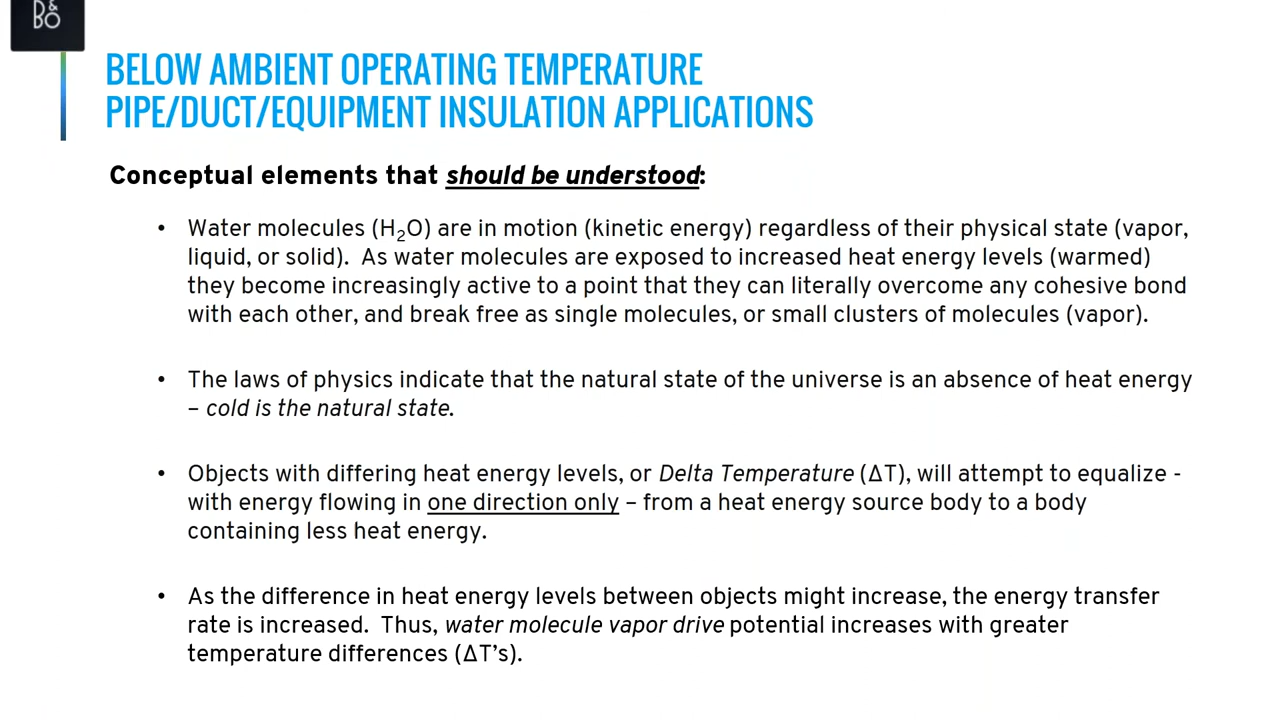 B&O
BELOW AMBIENT OPERATING TEMPERATURE
PIPE/DUCT/EQUIPMENT INSULATION APPLICATIONS
Conceptual elements that should be understood:
• Water molecules (H₂O) are in motion (kinetic energy) regardless of their physical state (vapor,
liquid, or solid).  As water molecules are exposed to increased heat energy levels (warmed)
they become increasingly active to a point that they can literally overcome any cohesive bond
with each other, and break free as single molecules, or small clusters of molecules (vapor).
• The laws of physics indicate that the natural state of the universe is an absence of heat energy
– cold is the natural state.
• Objects with differing heat energy levels, or Delta Temperature (ΔT), will attempt to equalize -
with energy flowing in one direction only – from a heat energy source body to a body
containing less heat energy.
• As the difference in heat energy levels between objects might increase, the energy transfer
rate is increased.  Thus, water molecule vapor drive potential increases with greater
temperature differences (ΔT’s).